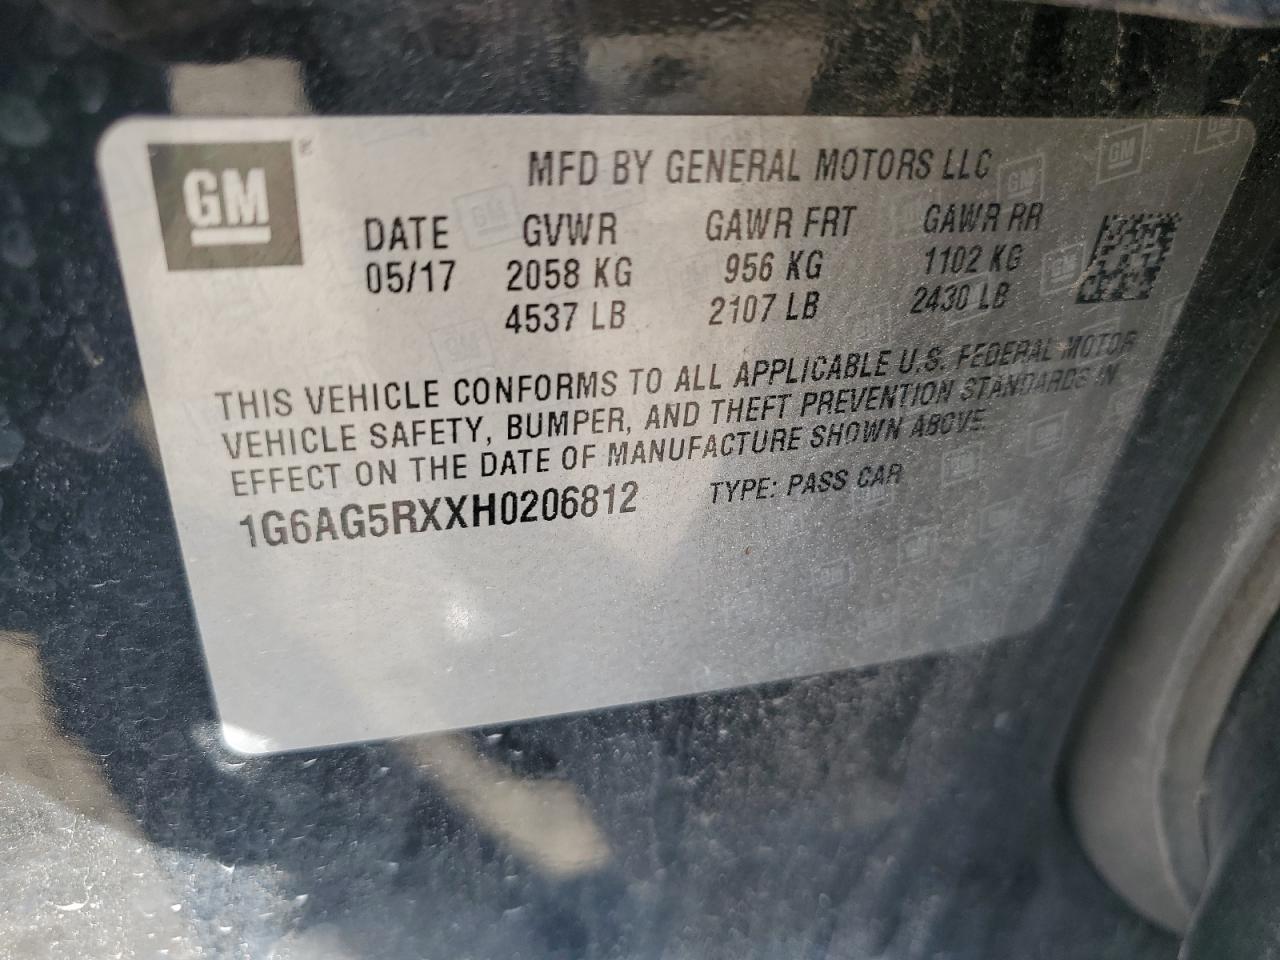 GM
MFD BY GENERAL MOTORS LLC
DATE GVWR GAWR FRT GAWR RR
05/17 2058 KG 956 KG 1102 KG
4537 LB 2107 LB 2430 LB
THIS VEHICLE CONFORMS TO ALL APPLICABLE U.S. FEDERAL MOTOR
VEHICLE SAFETY, BUMPER, AND THEFT PREVENTION STANDARDS IN
EFFECT ON THE DATE OF MANUFACTURE SHOWN ABOVE.
1G6AG5RXXH0206812 TYPE: PASS CAR